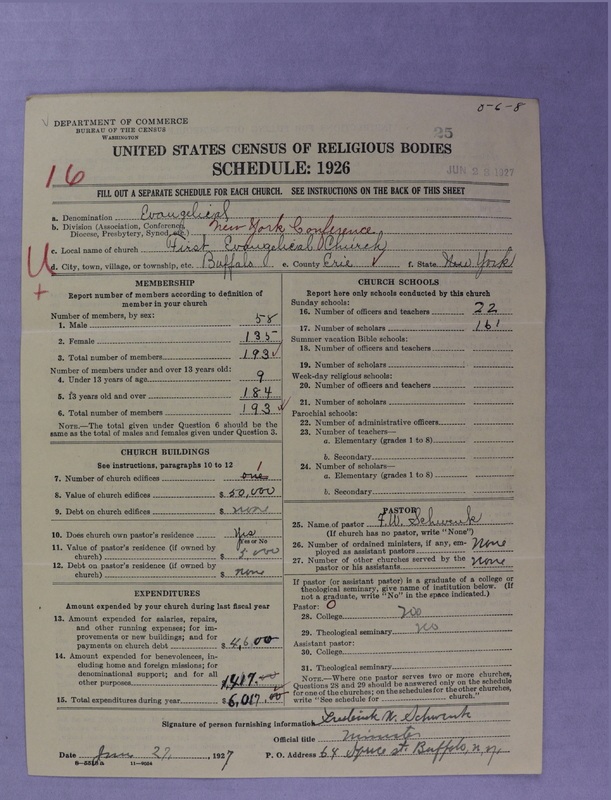 0-6-8
DEPARTMENT OF COMMERCE
BUREAU OF THE CENSUS
WASHINGTON
25
UNITED STATES CENSUS OF RELIGIOUS BODIES
SCHEDULE: 1926
JUN 28 1927
16
FILL OUT A SEPARATE SCHEDULE FOR EACH CHURCH. SEE INSTRUCTIONS ON THE BACK OF THIS SHEET
a. Denomination Evangelical
b. Division (Association, Conference, Diocese, Presbytery, Synod, etc.) New York Conference
c. Local name of church First Evangelical Church
U
+
d. City, town, village, or township, etc. Buffalo e. County Erie f. State New York
MEMBERSHIP
Report number of members according to definition of
member in your church
Number of members, by sex:
1. Male 58
2. Female 135
3. Total number of members 193
Number of members under and over 13 years old:
4. Under 13 years of age 9
5. 13 years old and over 184
6. Total number of members 193
NOTE.—The total given under Question 6 should be
same as the total of males and females given under Question 3.
CHURCH BUILDINGS
See instructions, paragraphs 10 to 12
7. Number of church edifices one 1
8. Value of church edifices $ 50,000
9. Debt on church edifices $ none
10. Does church own pastor's residence Yes
(Yes or No)
11. Value of pastor's residence (if owned by
church) $ 5,000
12. Debt on pastor's residence (if owned by
church) $ none
EXPENDITURES
Amount expended by your church during last fiscal year
13. Amount expended for salaries, repairs,
and other running expenses; for im-
provements or new buildings; and for
payments on church debt $ 4,600
14. Amount expended for benevolences, in-
cluding home and foreign missions; for
denominational support; and for all
other purposes 1,417.00
15. Total expenditures during year $ 6,017.00
CHURCH SCHOOLS
Report here only schools conducted by this church
Sunday schools:
16. Number of officers and teachers 22
17. Number of scholars 161
Summer vacation Bible schools:
18. Number of officers and teachers
19. Number of scholars
Week-day religious schools:
20. Number of officers and teachers
21. Number of scholars
Parochial schools:
22. Number of administrative officers
23. Number of teachers—
a. Elementary (grades 1 to 8)
b. Secondary
24. Number of scholars—
a. Elementary (grades 1 to 8)
b. Secondary
PASTOR
25. Name of pastor F.W. Schwenk
(If church has no pastor, write "None")
26. Number of ordained ministers, if any, em-
ployed as assistant pastors None
27. Number of other churches served by the
pastor or his assistants None
If pastor (or assistant pastor) is a graduate of a college or
theological seminary, give name of institution below. (If
not a graduate, write "No" in the space indicated.)
Pastor: 0
28. College no
29. Theological seminary no
Assistant pastor:
30. College
31. Theological seminary
NOTE.—Where one pastor serves two or more churches,
Questions 28 and 29 should be answered only on the schedule
for one of the churches; on the schedules for the other churches,
write "See schedule for church."
Signature of person furnishing information Frederick W. Schwenk
Official title Minister
Date June 27, 1927 P. O. Address 64 Spruce st Buffalo, N.Y.
11-9034